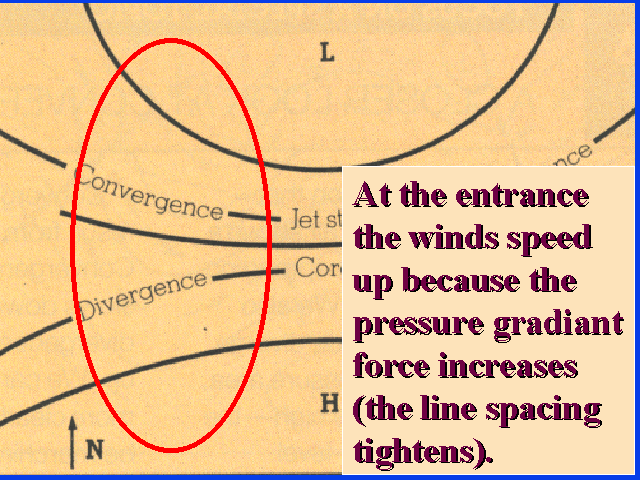 L
Convergence
Jet st
Divergence
Cor
H
N
At the entrance
the winds speed
up because the
pressure gradiant
force increases
(the line spacing
tightens).